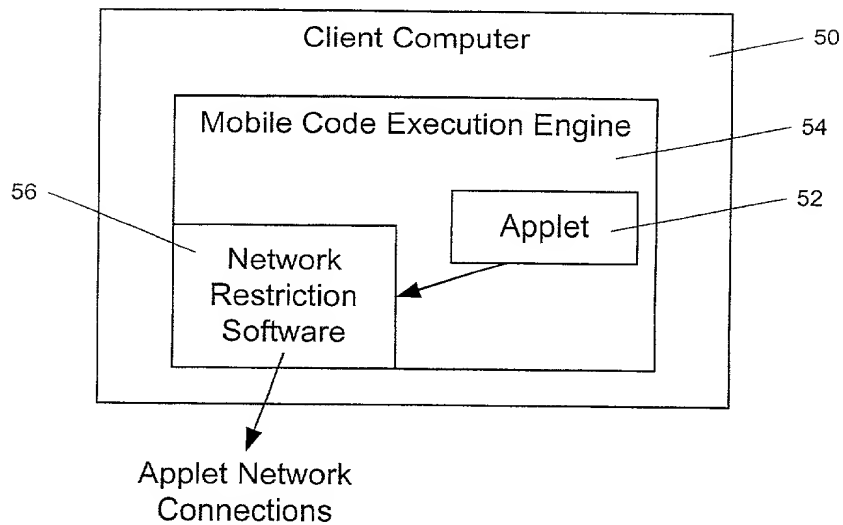 Client Computer
50
Mobile Code Execution Engine
54
56
52
Applet
Network
Restriction
Software
Applet Network
Connections